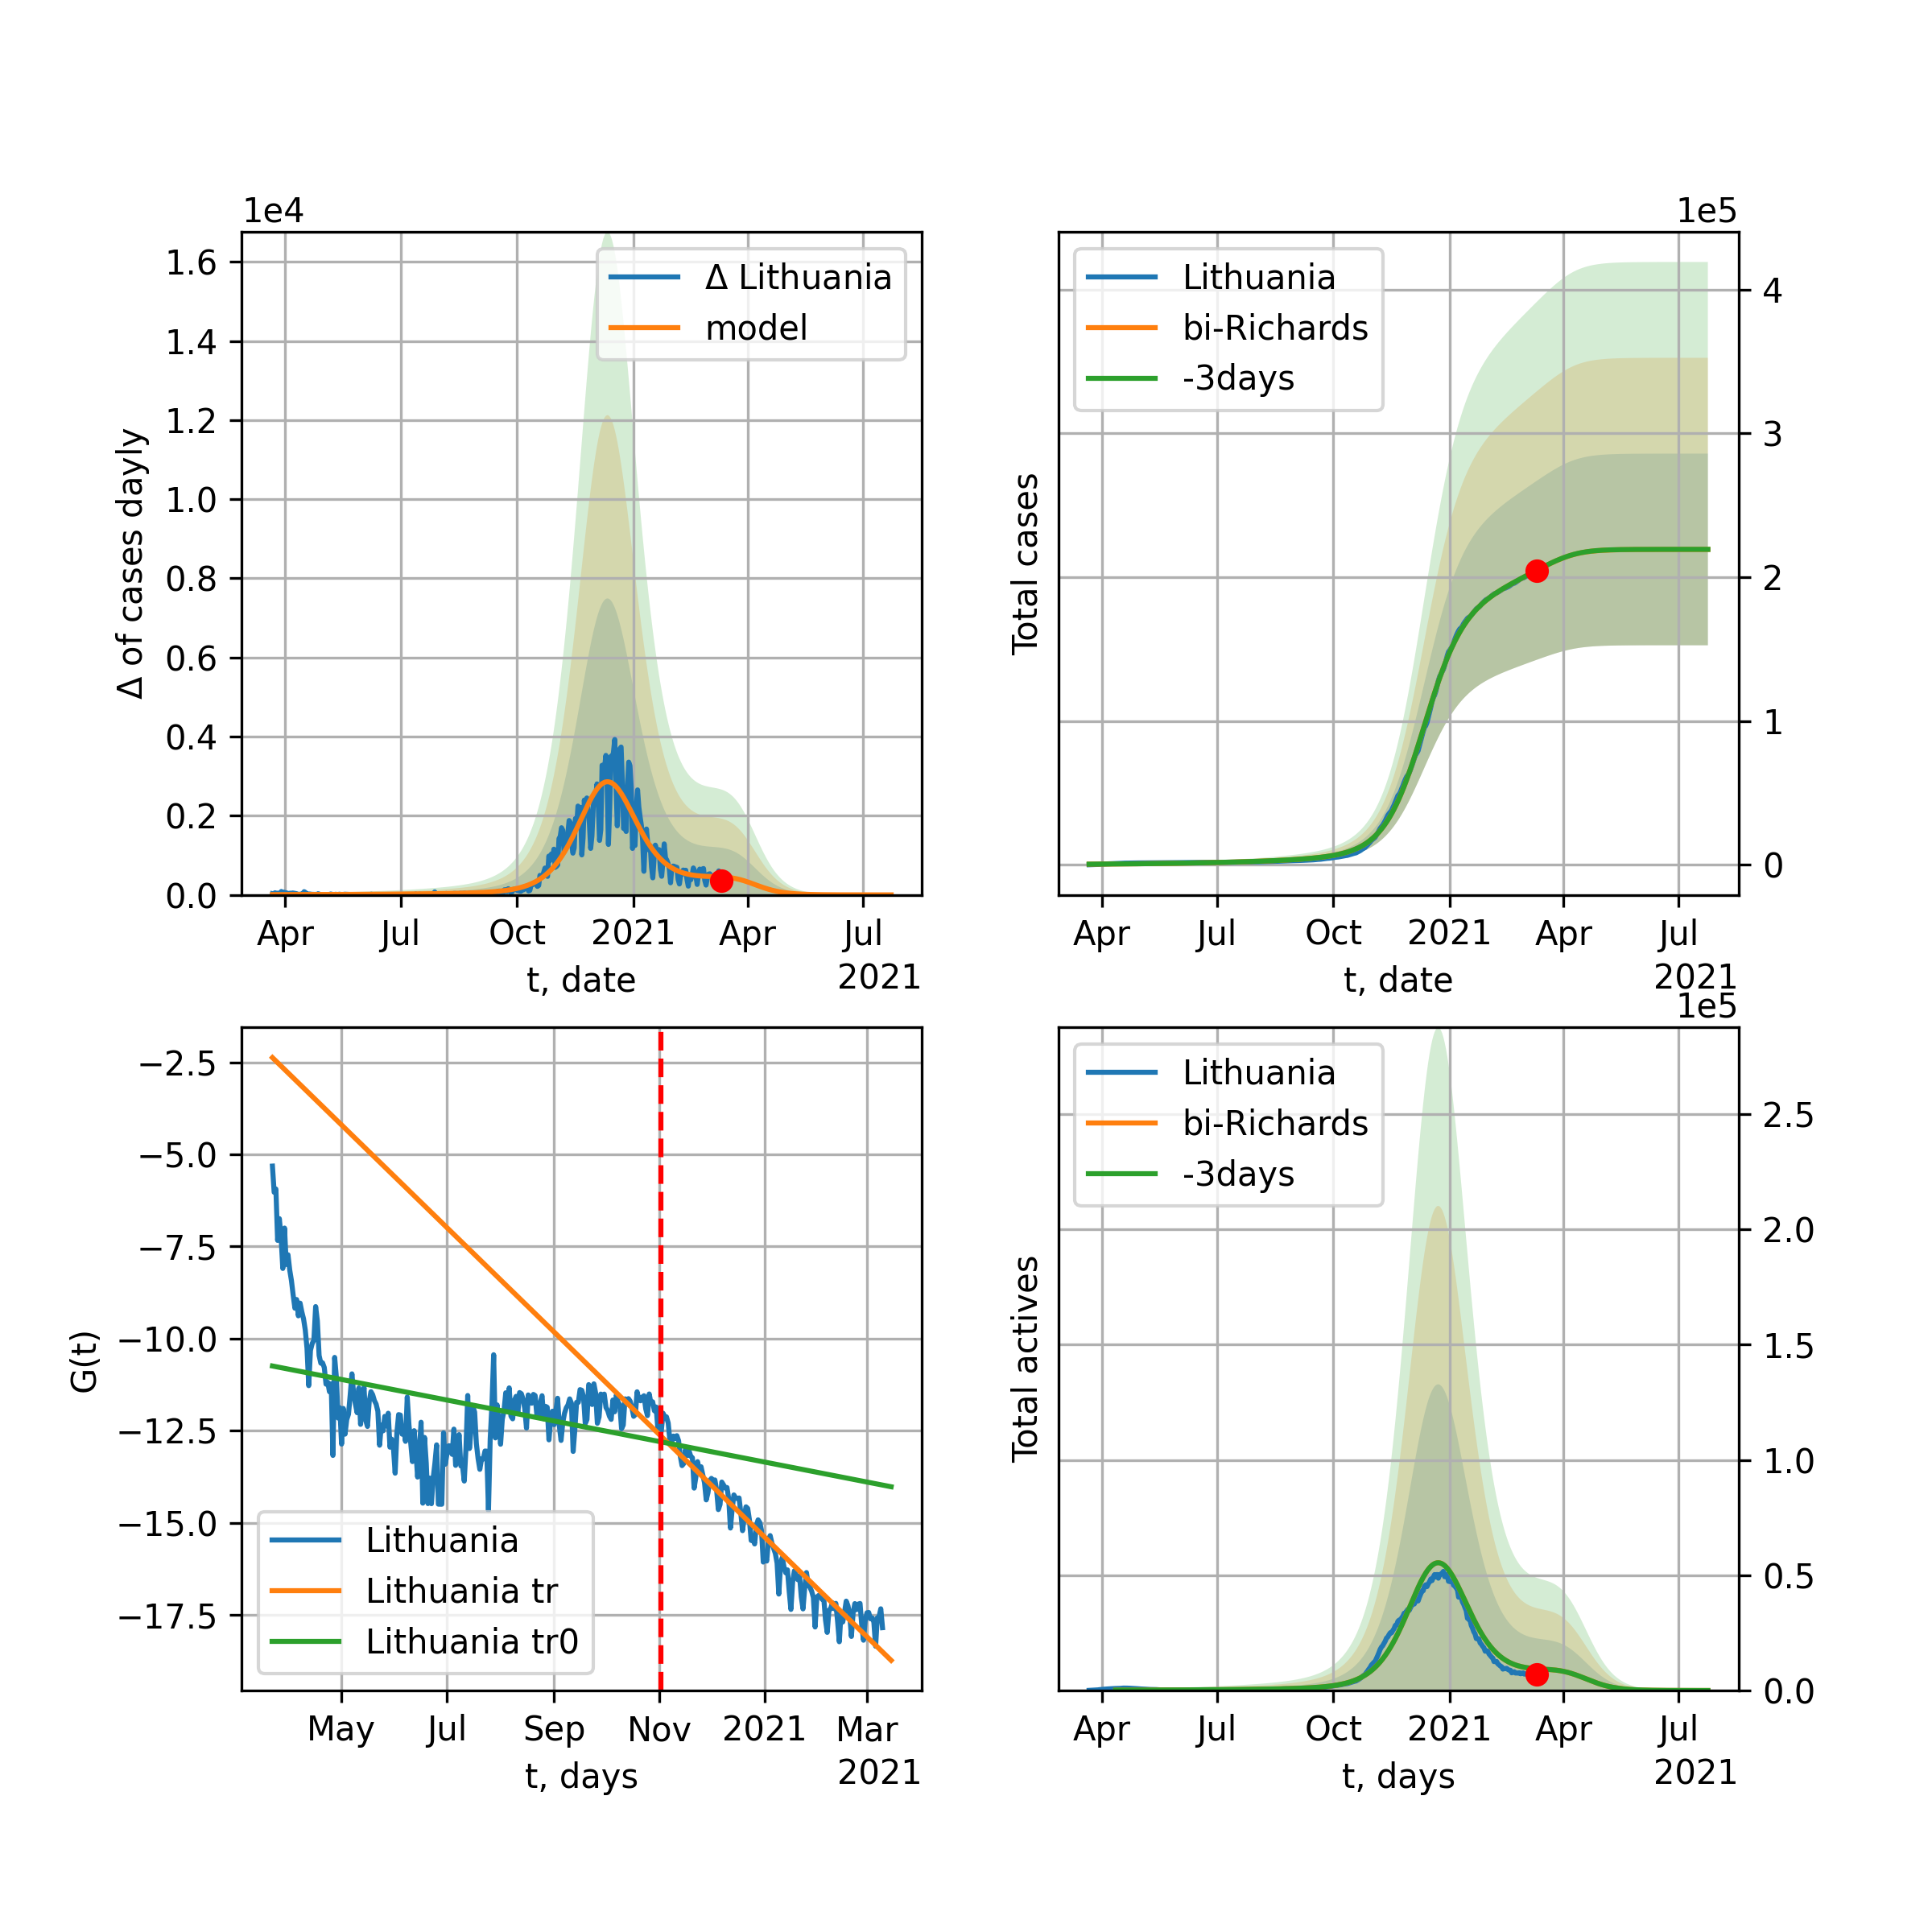 1e4
1.6
1.4
1.2
1.0
0.8
0.6
0.4
0.2
0.0
Δ of cases dayly
Δ Lithuania
model
Apr Jul Oct 2021 Apr Jul
2021
t, date
1e5
Total cases
Lithuania
bi-Richards
-3days
4
3
2
1
0
Apr Jul Oct 2021 Apr Jul
2021
t, date
−2.5
−5.0
−7.5
−10.0
−12.5
−15.0
−17.5
G(t)
Lithuania
Lithuania tr
Lithuania tr0
May Jul Sep Nov 2021 Mar
2021
t, days
1e5
Total actives
Lithuania
bi-Richards
-3days
2.5
2.0
1.5
1.0
0.5
0.0
Apr Jul Oct 2021 Apr Jul
2021
t, days